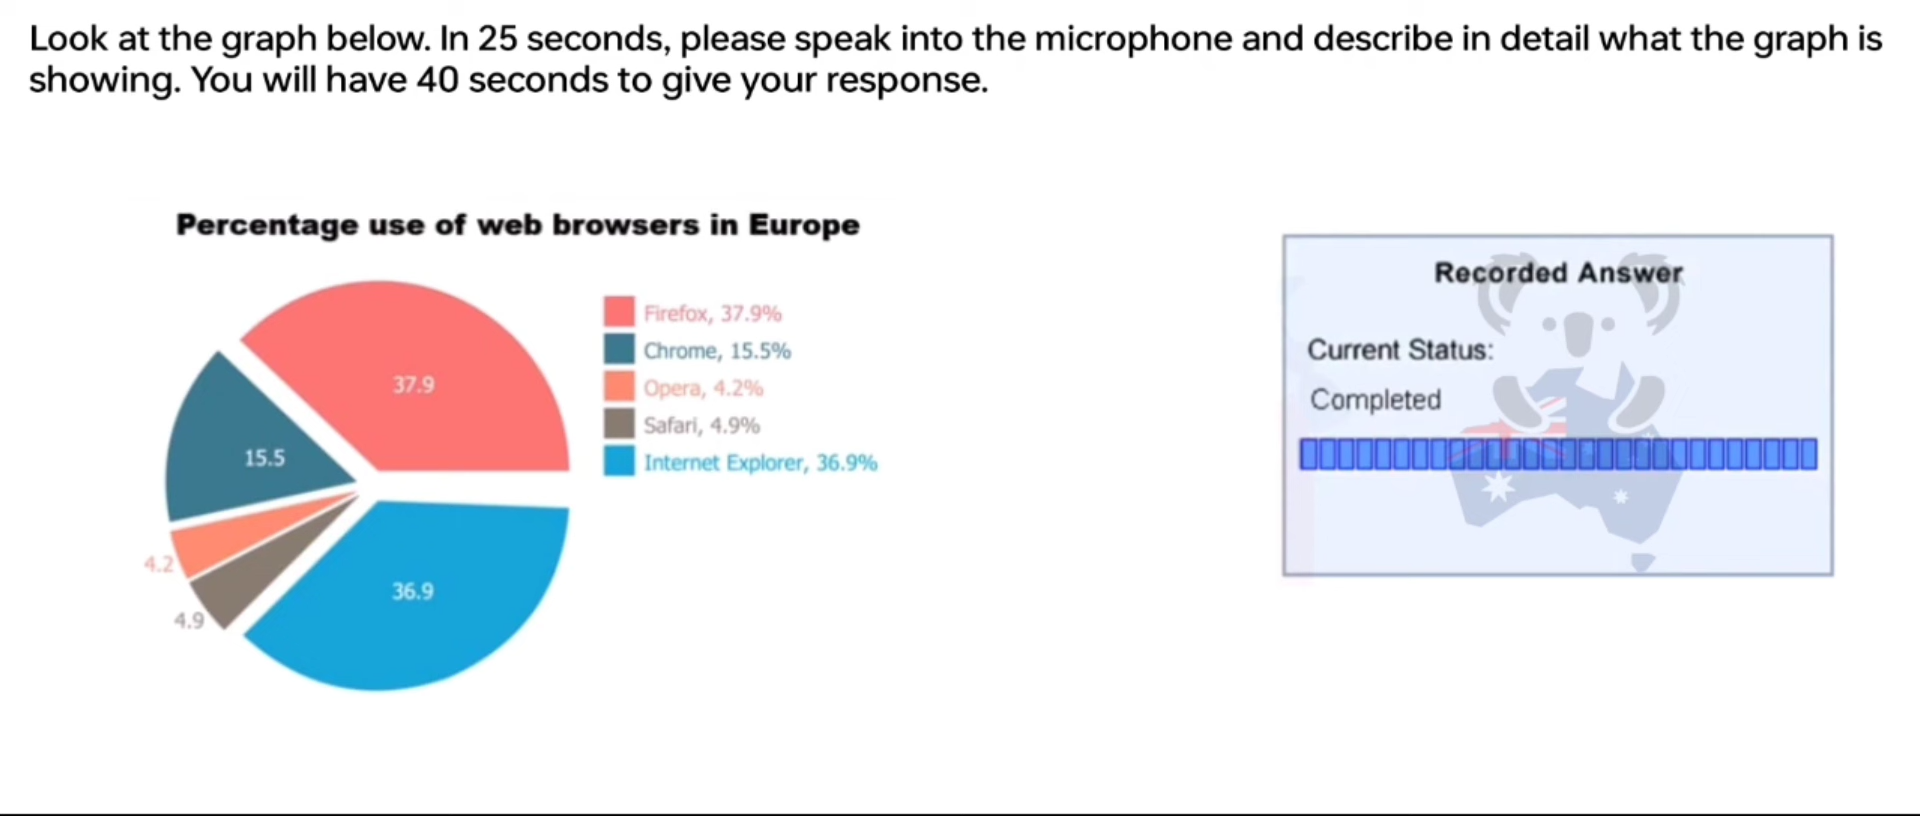 Look at the graph below. In 25 seconds, please speak into the microphone and describe in detail what the graph is
showing. You will have 40 seconds to give your response.
Percentage use of web browsers in Europe
37.9
15.5
4.2
4.9
36.9
Firefox, 37.9%
Chrome, 15.5%
Opera, 4.2%
Safari, 4.9%
Internet Explorer, 36.9%
Recorded Answer
Current Status:
Completed